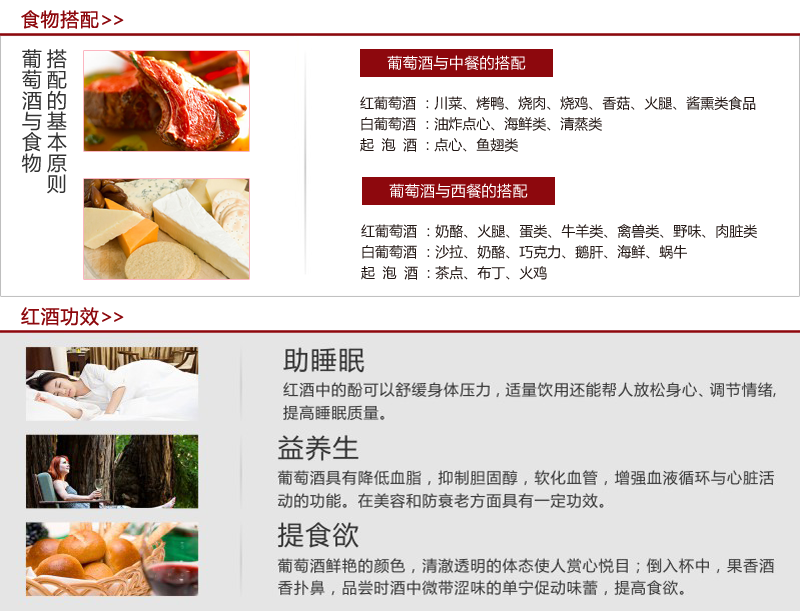 食物搭配>>
搭配的基本原则
葡萄酒与食物
葡萄酒与中餐的搭配
红葡萄酒 ：川菜、烤鸭、烧肉、烧鸡、香菇、火腿、酱熏类食品
白葡萄酒 ：油炸点心、海鲜类、清蒸类
起 泡 酒 ：点心、鱼翅类
葡萄酒与西餐的搭配
红葡萄酒 ：奶酪、火腿、蛋类、牛羊类、禽兽类、野味、肉脏类
白葡萄酒 ：沙拉、奶酪、巧克力、鹅肝、海鲜、蜗牛
起 泡 酒 ：茶点、布丁、火鸡
红酒功效>>
助睡眠
红酒中的酚可以舒缓身体压力，适量饮用还能帮人放松身心、调节情绪,
提高睡眠质量。
益养生
葡萄酒具有降低血脂，抑制胆固醇，软化血管，增强血液循环与心脏活
动的功能。在美容和防衰老方面具有一定功效。
提食欲
葡萄酒鲜艳的颜色，清澈透明的体态使人赏心悦目；倒入杯中，果香酒
香扑鼻，品尝时酒中微带涩味的单宁促动味蕾，提高食欲。